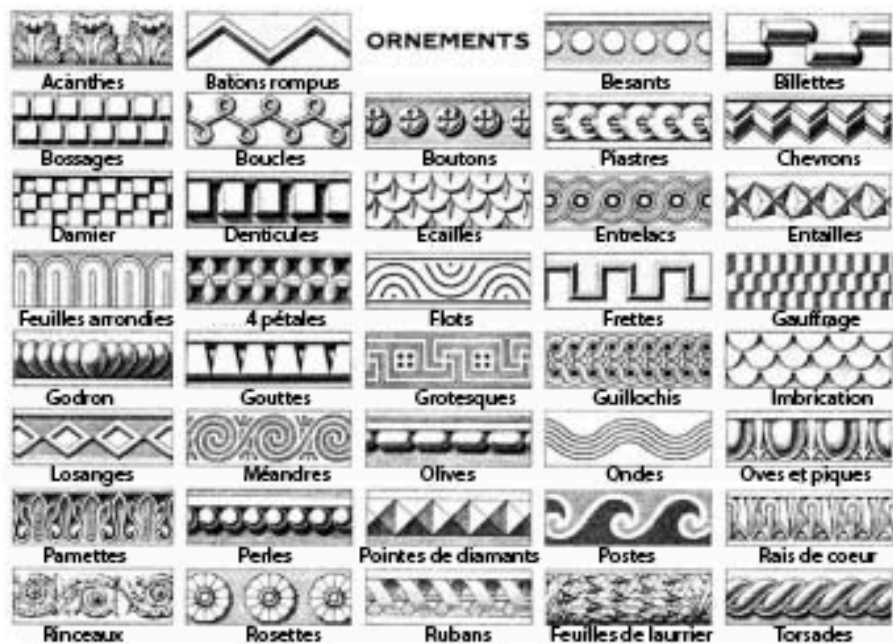 Acanthes
Batons rompus
ORNEMENTS
Besants
Billettes
Bossages
Boucles
Boutons
Piastres
Chevrons
Damier
Denticules
Ecailles
Entrelacs
Entailles
Feuilles arrondies
4 pétales
Flots
Frettes
Gauffrage
Godron
Gouttes
Grotesques
Guillochis
Imbrication
Losanges
Méandres
Olives
Ondes
Oves et piques
Pamettes
Perles
Pointes de diamants
Postes
Rais de coeur
Rinceaux
Rosettes
Rubans
Feuilles de laurrier
Torsades